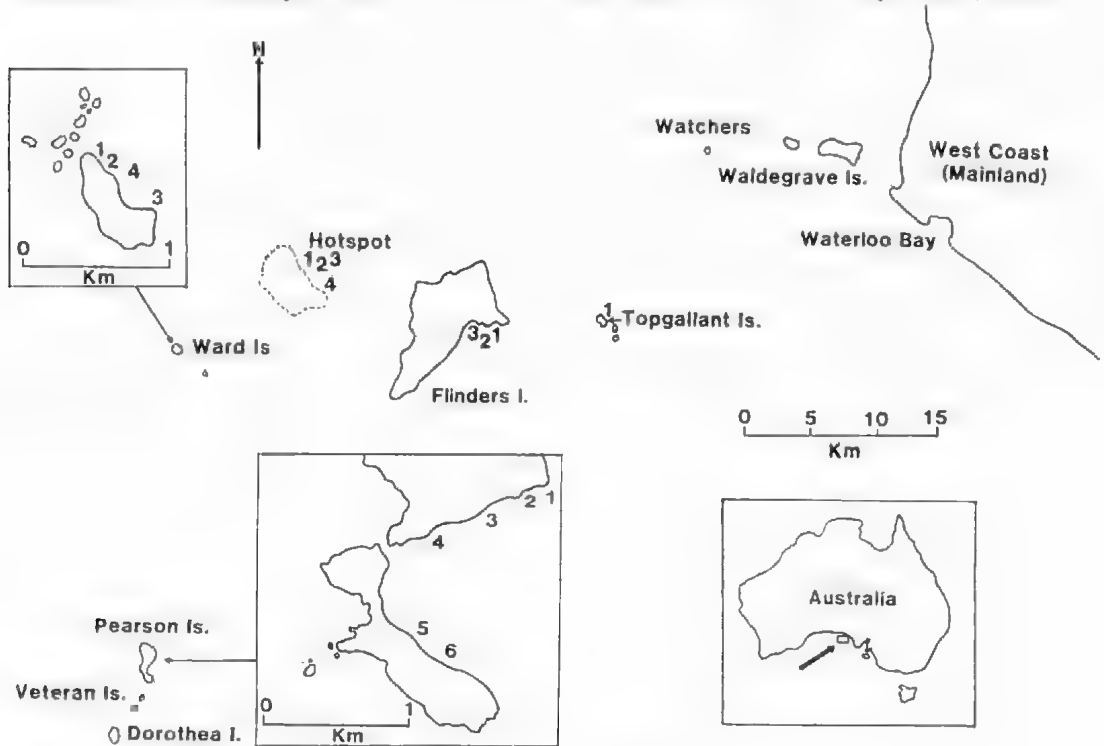 N
1
2
4
3
0 1
Km
Hotspot
1 2 3
4
Ward Is
3 2 1
Flinders I.
Watchers
Waldegrave Is.
West Coast
(Mainland)
Waterloo Bay
1
Topgallant Is.
0 5 10 15
Km
1
2
3
4
5
6
0 1
Km
Pearson Is.
Veteran Is.
Dorothea I.
Australia